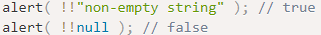 alert( !!"non-empty string" ); // true
alert( !!null ); // false